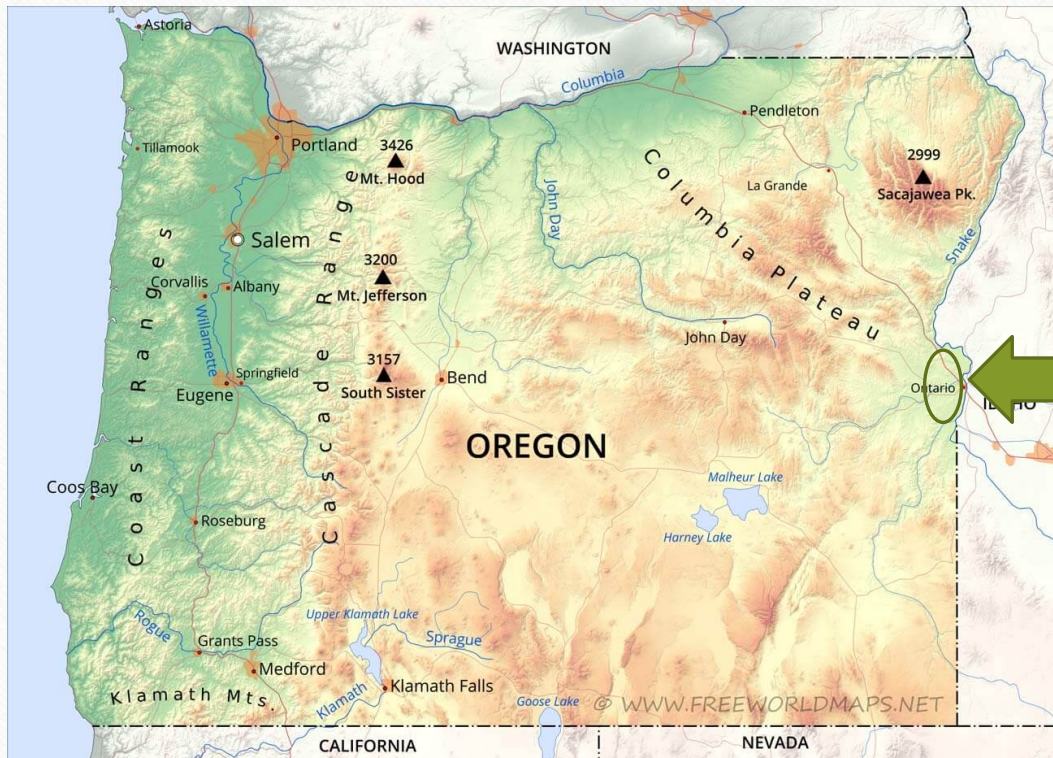 Astoria
WASHINGTON
Columbia
Pendleton
Tillamook
Portland
3426
Mt. Hood
John Day
La Grande
2999
Sacajawea Pk.
Columbia Plateau
Snake
Salem
Coast Ranges
Cascade Range
3200
Mt. Jefferson
Corvallis
Albany
Willamette
John Day
3157
South Sister
Springfield
Eugene
Bend
Ontario
OREGON
Coos Bay
Malheur Lake
Harney Lake
Roseburg
Upper Klamath Lake
Rogue
Sprague
Grants Pass
Medford
Klamath Mts.
Klamath
Klamath Falls
Goose Lake
© WWW.FREEWORLDMAPS.NET
CALIFORNIA
NEVADA